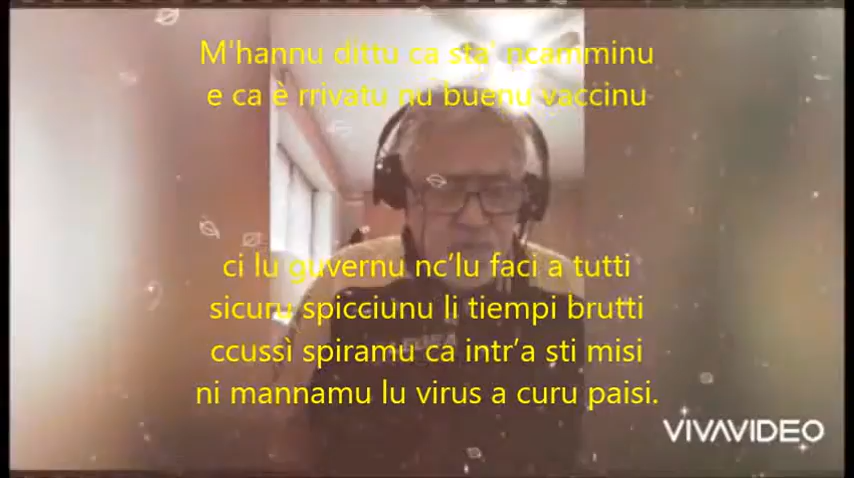 M'hannu dittu ca sta' ncamminu
e ca è rrivatu nu buenu vaccinu
ci lu guvernu nc’lu faci a tutti
sicuru spicciunu li tiempi brutti
ccussì spiramu ca intr’a sti misi
ni mannamu lu virus a curu paisi.
VIVAVIDEO